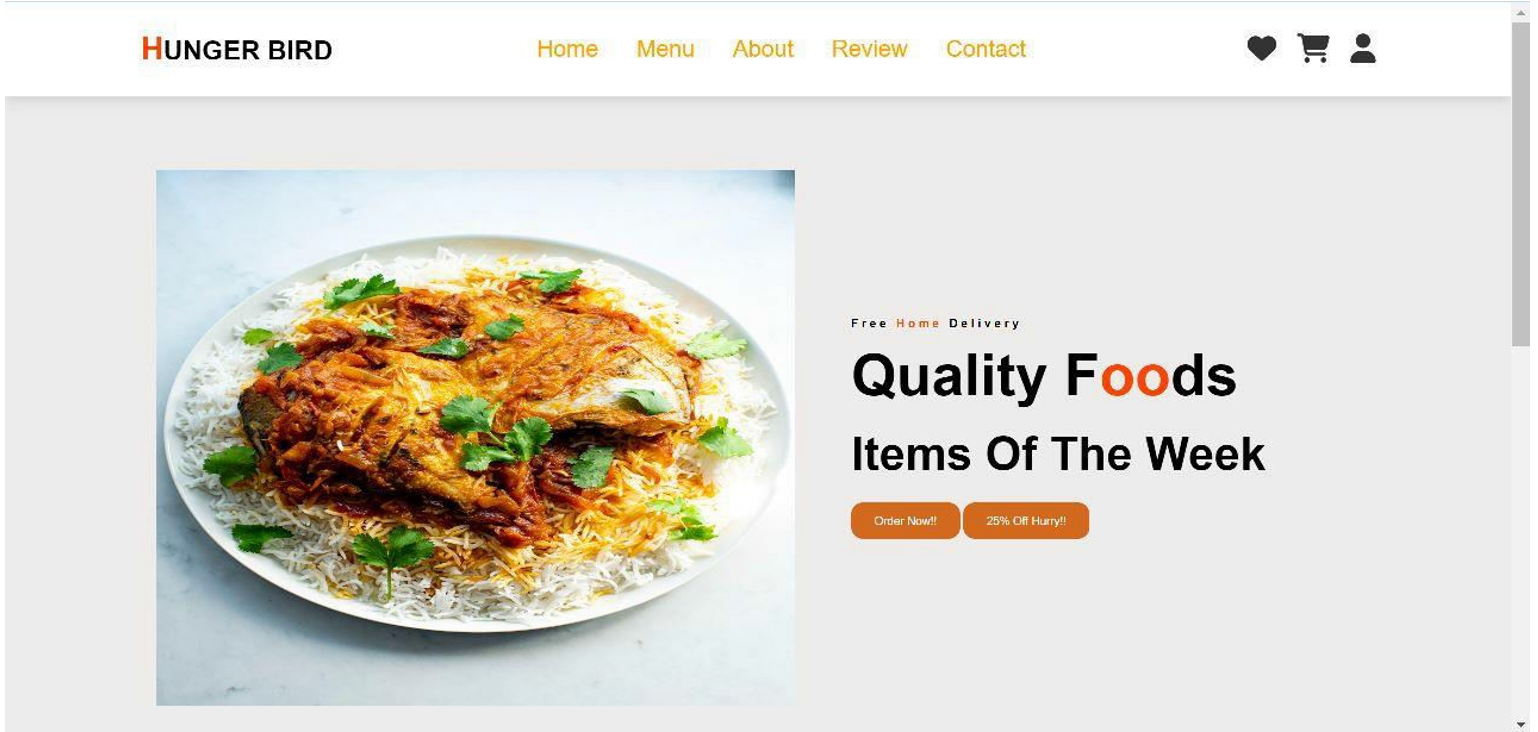 HUNGER BIRD
Home Menu About Review Contact
Free Home Delivery
Quality Foods
Items Of The Week
Order Now!! 25% Off Hurry!!